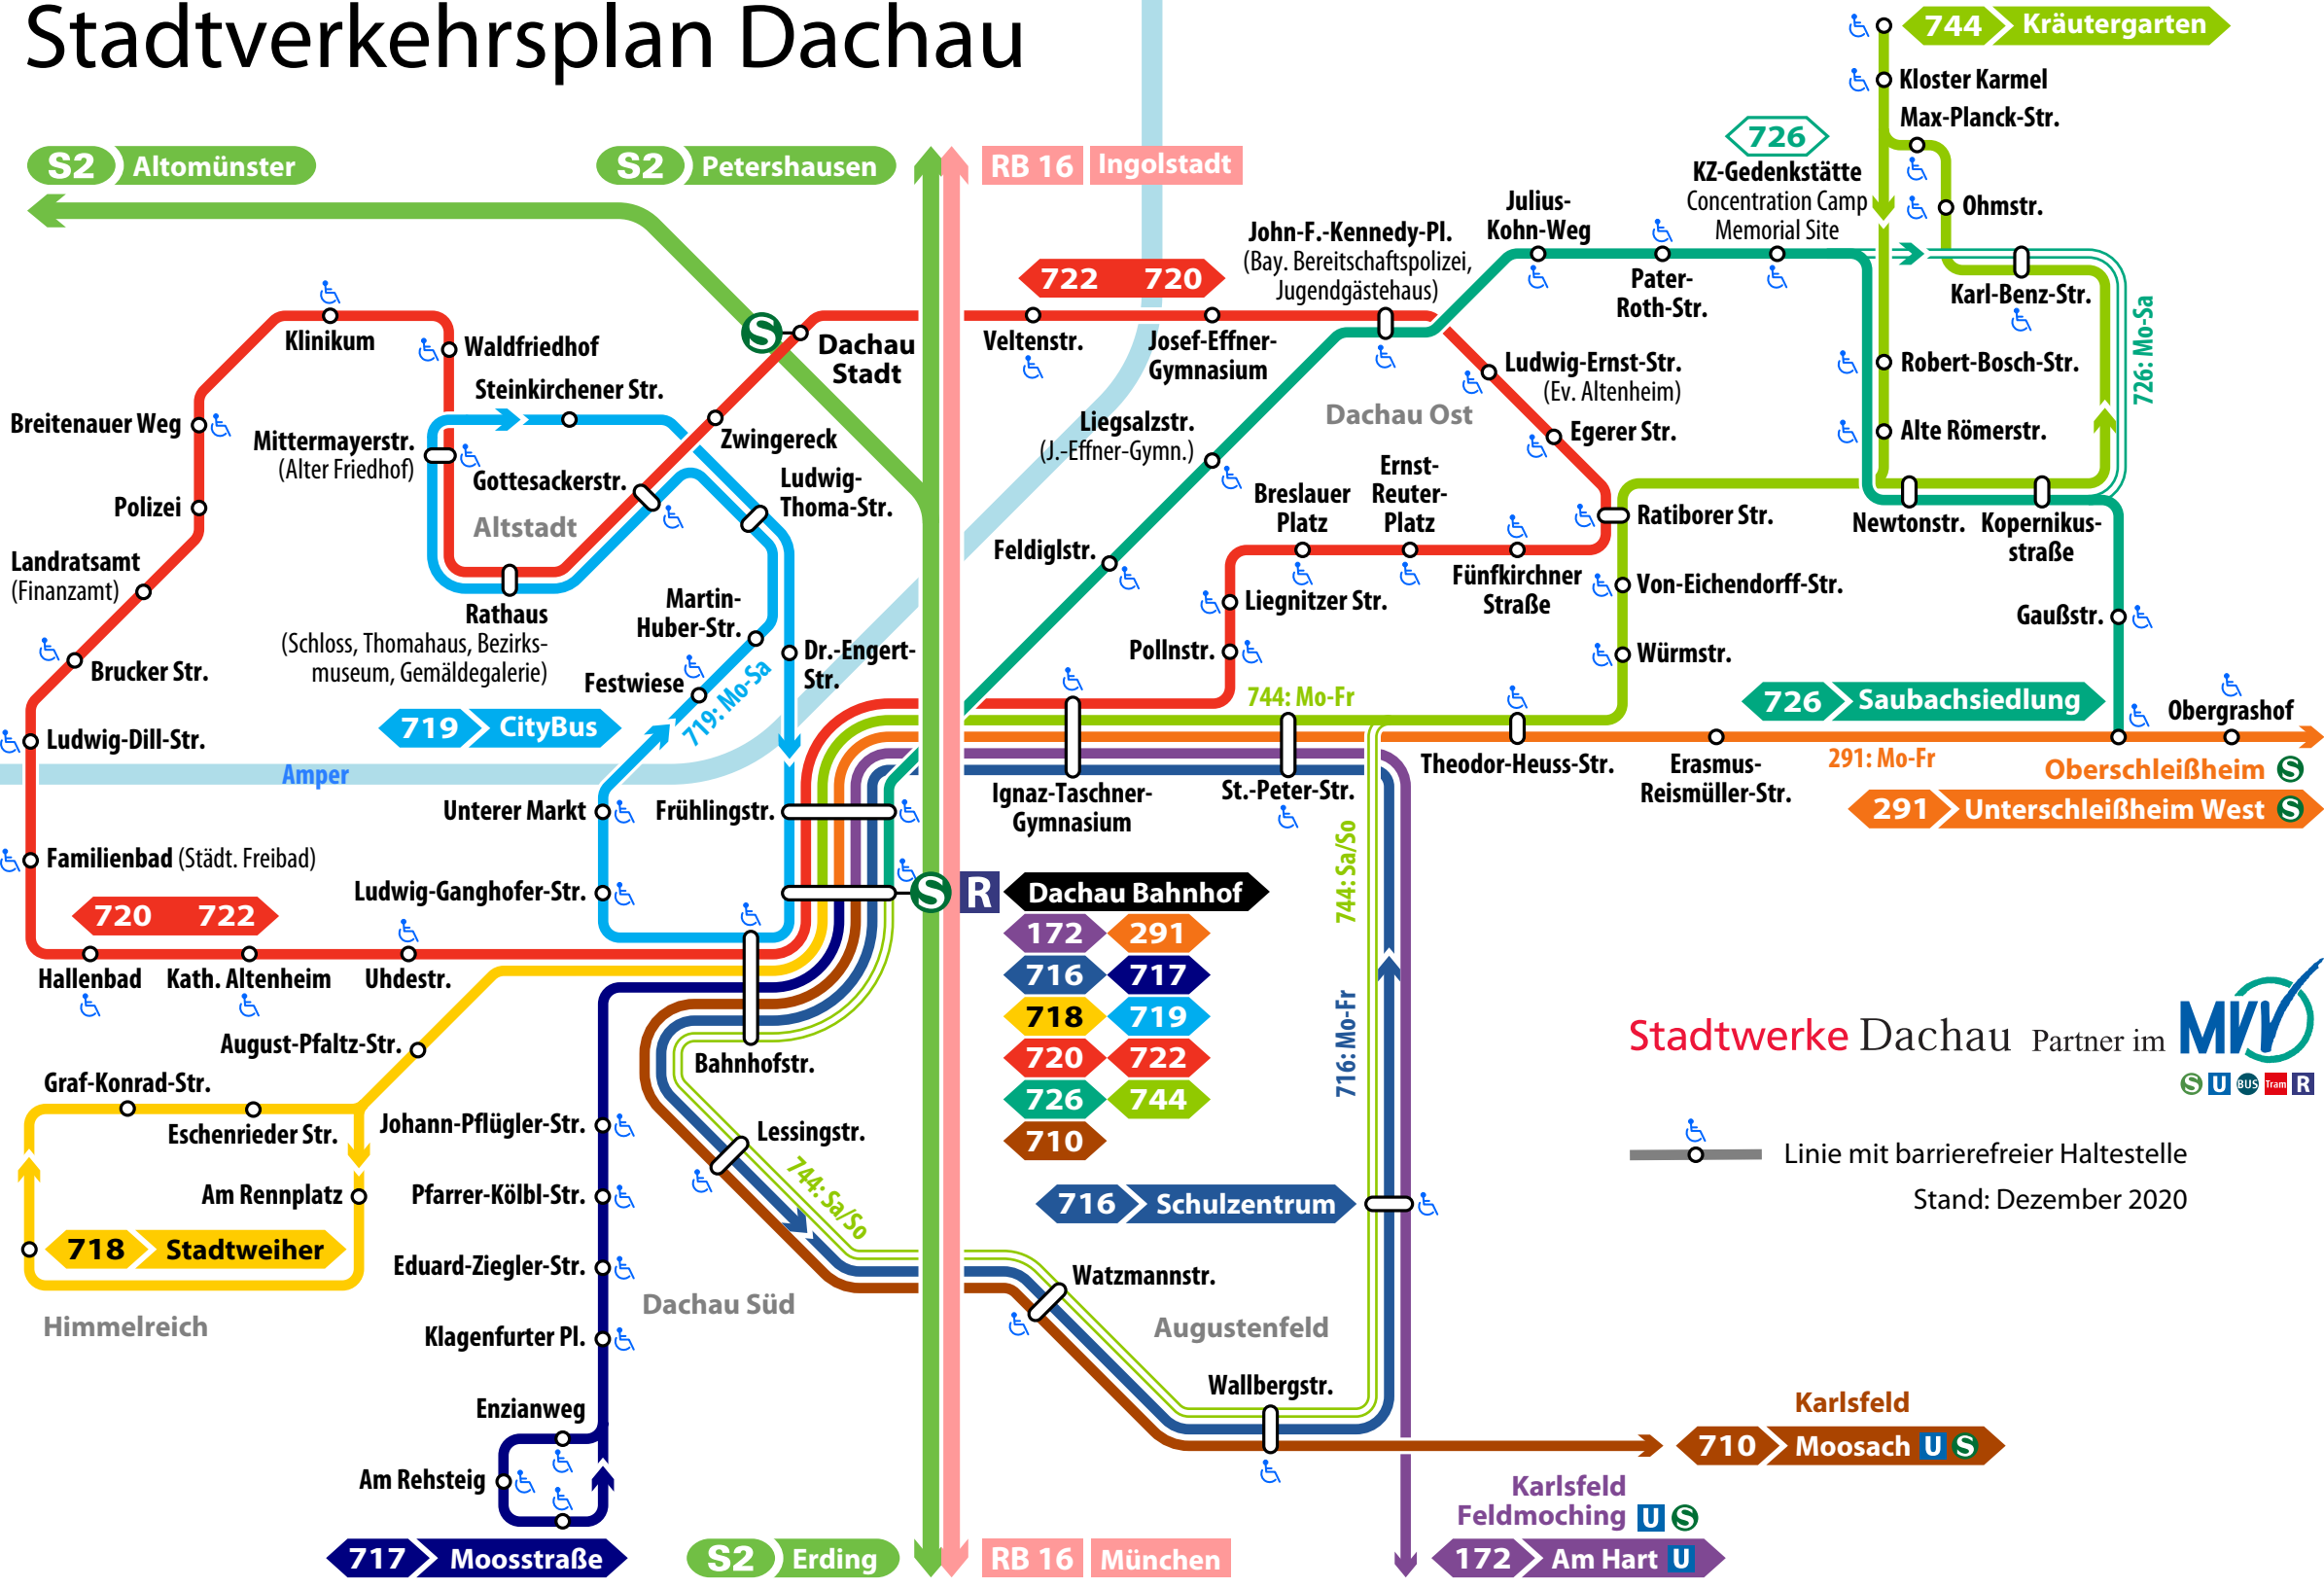 Stadtverkehrsplan Dachau
744 Kräutergarten
Kloster Karmel
Max-Planck-Str.
726
KZ-Gedenkstätte
Concentration Camp
Memorial Site
Ohmstr.
S2 Altomünster
S2 Petershausen
RB 16 Ingolstadt
Julius-
Kohn-Weg
John-F.-Kennedy-Pl.
(Bay. Bereitschaftspolizei,
Jugendgästehaus)
722 720
Pater-
Roth-Str.
Karl-Benz-Str.
726: Mo-Sa
Klinikum
Waldfriedhof
Dachau
Stadt
Veltenstr.
Josef-Effner-
Gymnasium
Ludwig-Ernst-Str.
(Ev. Altenheim)
Robert-Bosch-Str.
Steinkirchener Str.
Breitenauer Weg
Mittermayerstr.
(Alter Friedhof)
Zwingereck
Liegsalzstr.
(J.-Effner-Gymn.)
Dachau Ost
Egerer Str.
Alte Römerstr.
Gottesackerstr.
Ludwig-
Thoma-Str.
Breslauer
Platz
Ernst-
Reuter-
Platz
Polizei
Altstadt
Ratiborer Str.
Newtonstr.
Kopernikus-
straße
Landratsamt
(Finanzamt)
Feldiglstr.
Fünfkirchner
Straße
Von-Eichendorff-Str.
Rathaus
(Schloss, Thomahaus, Bezirks-
museum, Gemäldegalerie)
Martin-
Huber-Str.
Liegnitzer Str.
Gaußstr.
Brucker Str.
Dr.-Engert-
Str.
Pollnstr.
Würmstr.
Festwiese
719: Mo-Sa
744: Mo-Fr
726 Saubachsiedlung
Obergrashof
719 CityBus
Ludwig-Dill-Str.
Amper
Ignaz-Taschner-
Gymnasium
St.-Peter-Str.
Theodor-Heuss-Str.
Erasmus-
Reismüller-Str.
291: Mo-Fr
Oberschleißheim S
291 Unterschleißheim West S
Unterer Markt
Frühlingstr.
Familienbad (Städt. Freibad)
744: Sa/So
Ludwig-Ganghofer-Str.
S
S R Dachau Bahnhof
720 722
172 291
716 717
718 719
720 722
726 744
710
Hallenbad
Kath. Altenheim
Uhdestr.
716: Mo-Fr
August-Pfaltz-Str.
Bahnhofstr.
Stadtwerke Dachau Partner im MVV
S U BUS Tram R
Graf-Konrad-Str.
Eschenrieder Str.
Johann-Pflügler-Str.
Lessingstr.
Linie mit barrierefreier Haltestelle
Stand: Dezember 2020
Am Rennplatz
Pfarrer-Kölbl-Str.
744: Sa/So
716 Schulzentrum
718 Stadtweiher
Eduard-Ziegler-Str.
Watzmannstr.
Himmelreich
Dachau Süd
Augustenfeld
Klagenfurter Pl.
Wallbergstr.
Enzianweg
Karlsfeld
710 Moosach U S
Am Rehsteig
Karlsfeld
Feldmoching U S
717 Moosstraße
S2 Erding
RB 16 München
172 Am Hart U